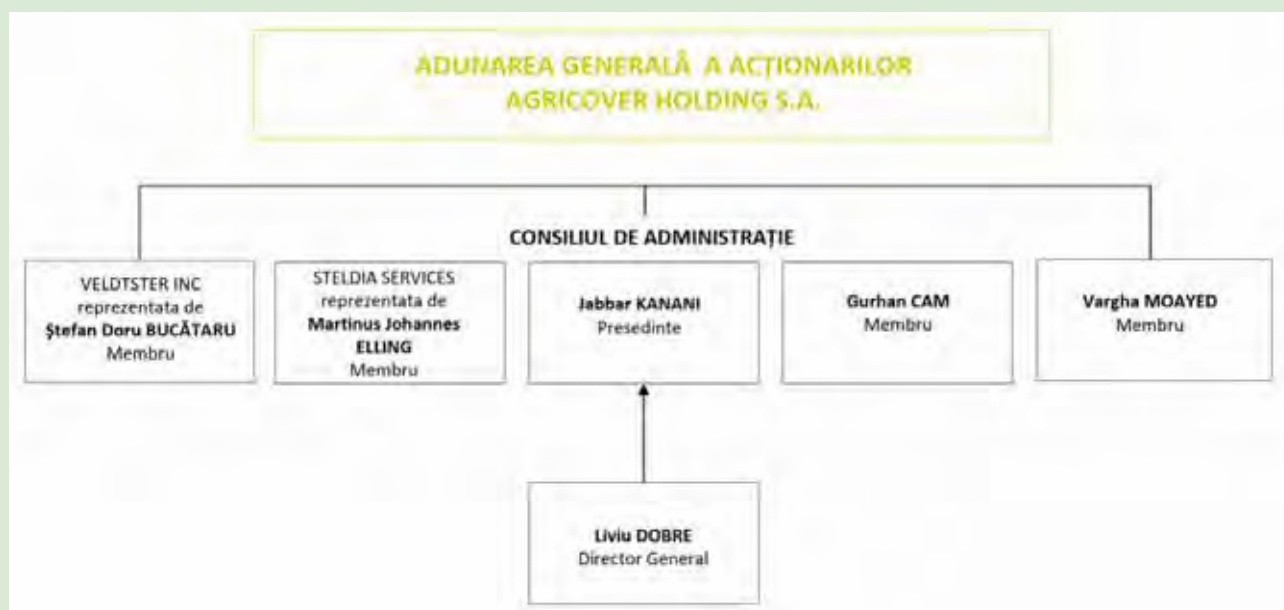 ADUNAREA GENERALĂ A ACȚIONARILOR
AGRICOVER HOLDING S.A.
CONSILIUL DE ADMINISTRAȚIE
VELDTSTER INC
reprezentata de
Ștefan Doru BUCĂTARU
Membru
STELDIA SERVICES
reprezentata de
Martinus Johannes
ELLING
Membru
Jabbar KANANI
Presedinte
Gurhan CAM
Membru
Vargha MOAYED
Membru
Liviu DOBRE
Director General